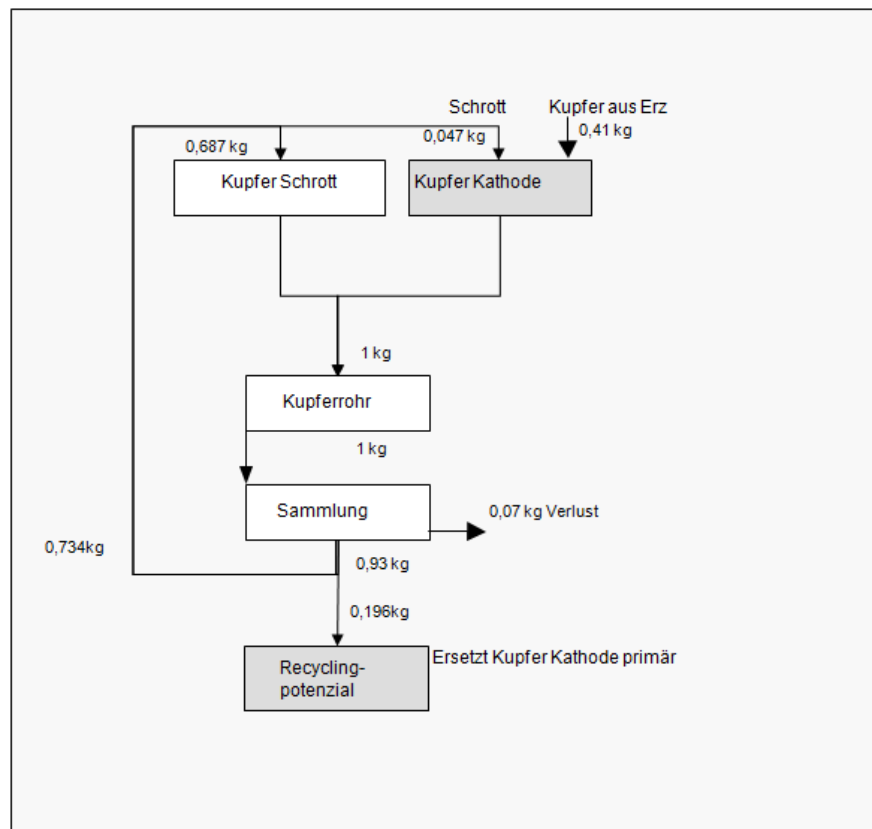 Schrott
Kupfer aus Erz
0,687 kg
0,047 kg
0,41 kg
Kupfer Schrott
Kupfer Kathode
1 kg
Kupferrohr
1 kg
Sammlung
0,07 kg Verlust
0,734kg
0,93 kg
0,196kg
Recycling-
potenzial
Ersetzt Kupfer Kathode primär